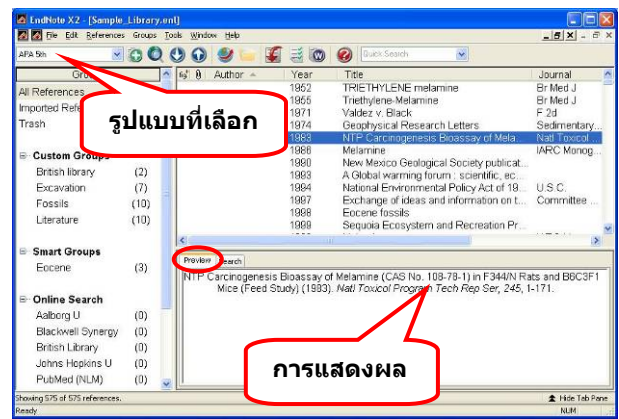 EndNote X2 - [Sample_Library.enl]
File Edit References Groups Tools Window Help
APA 5th
Quick Search
Author Year Title Journal
All References
Imported Refe
Trash
รูปแบบที่เลือก
1952 TRIETHYLENE melamine Br Med J
1955 Triethylene-Melamine Br Med J
1971 Valdez v. Black F 2d
1974 Geophysical Research Letters Sedimentary...
1983 NTP Carcinogenesis Bioassay of Mela... Natl Toxicol
1986 Melamine IARC Monog...
1990 New Mexico Geological Society publicat...
1993 A Global warming forum : scientific, ec...
1994 National Environmental Policy Act of 19... U.S.C.
1997 Exchange of ideas and information on t... Committee ...
1998 Eocene fossils
1999 Sequoia Ecosystem and Recreation Pr...
Custom Groups
British library (2)
Excavation (7)
Fossils (10)
Literature (10)
Smart Groups
Eocene (3)
Online Search
Aalborg U (0)
Blackwell Synergy (0)
British Library (0)
Johns Hopkins U (0)
PubMed (NLM) (0)
Preview Search
NTP Carcinogenesis Bioassay of Melamine (CAS No. 108-78-1) in F344/N Rats and B6C3F1
Mice (Feed Study) (1983). Natl Toxicol Program Tech Rep Ser, 245, 1-171.
การแสดงผล
Showing 575 of 575 references.
Hide Tab Pane
Ready
NUM